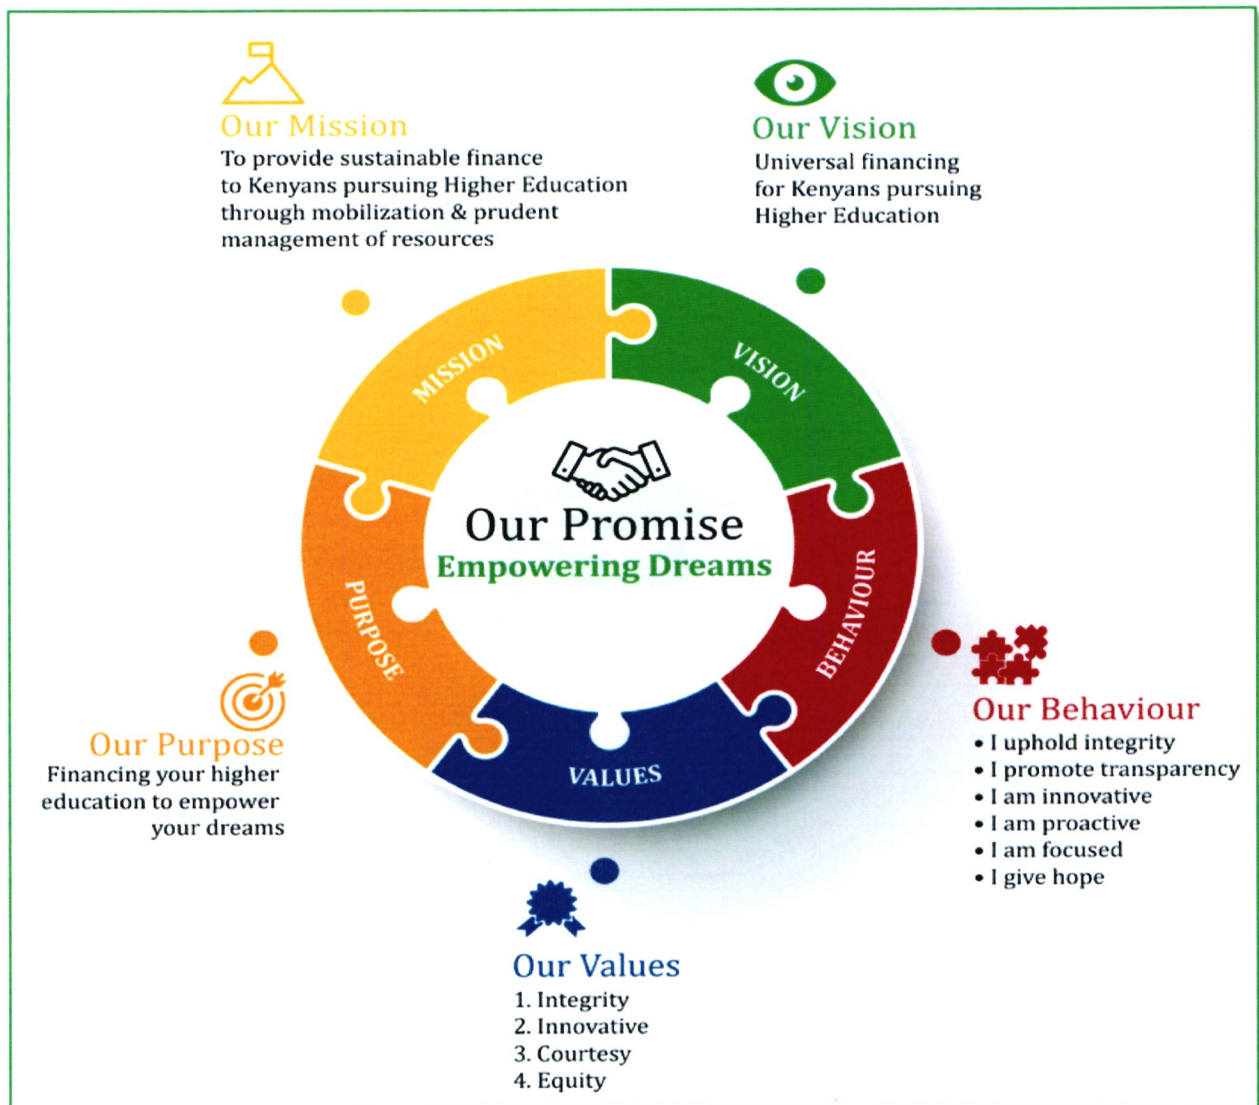 Our Mission
To provide sustainable finance
to Kenyans pursuing Higher Education
through mobilization & prudent
management of resources
Our Vision
Universal financing
for Kenyans pursuing
Higher Education
MISSION
VISION
Our Promise
Empowering Dreams
PURPOSE
BEHAVIOUR
VALUES
Our Purpose
Financing your higher
education to empower
your dreams
Our Behaviour
• I uphold integrity
• I promote transparency
• I am innovative
• I am proactive
• I am focused
• I give hope
Our Values
1. Integrity
2. Innovative
3. Courtesy
4. Equity